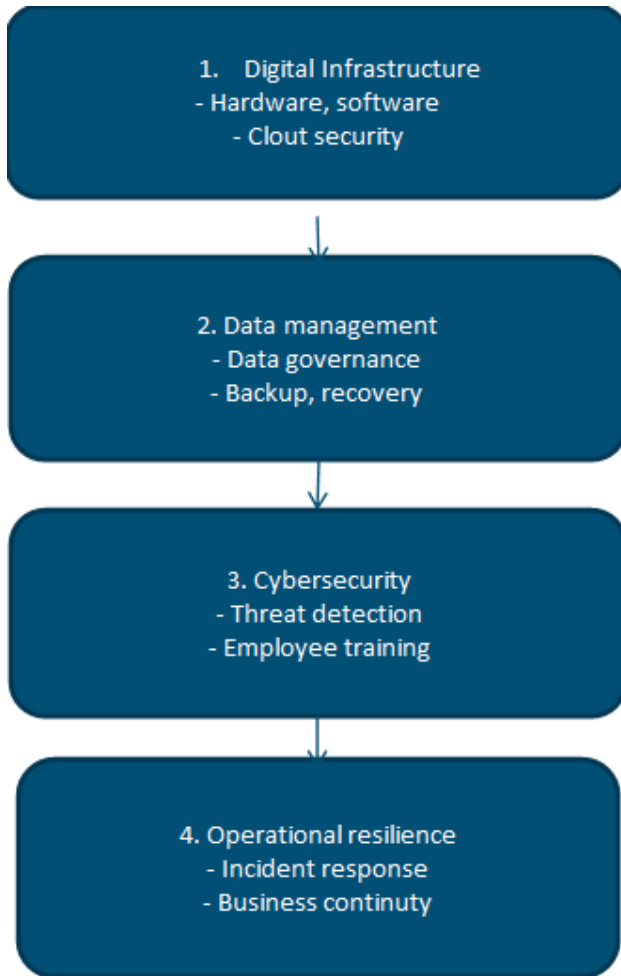 1. Digital Infrastructure
- Hardware, software
- Clout security
2. Data management
- Data governance
- Backup, recovery
3. Cybersecurity
- Threat detection
- Employee training
4. Operational resilience
- Incident response
- Business continuty